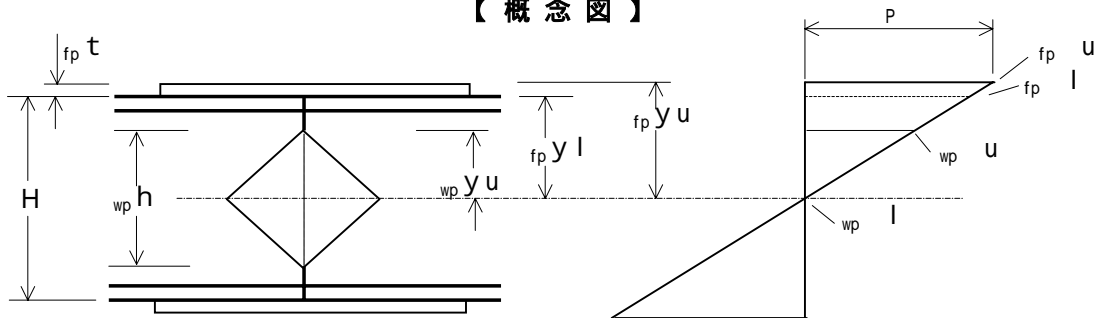 【 概 念 図 】
P
fp t
fp u
fp l
fp y u
fp y l
wp y u
wp h
H
wp u
wp l